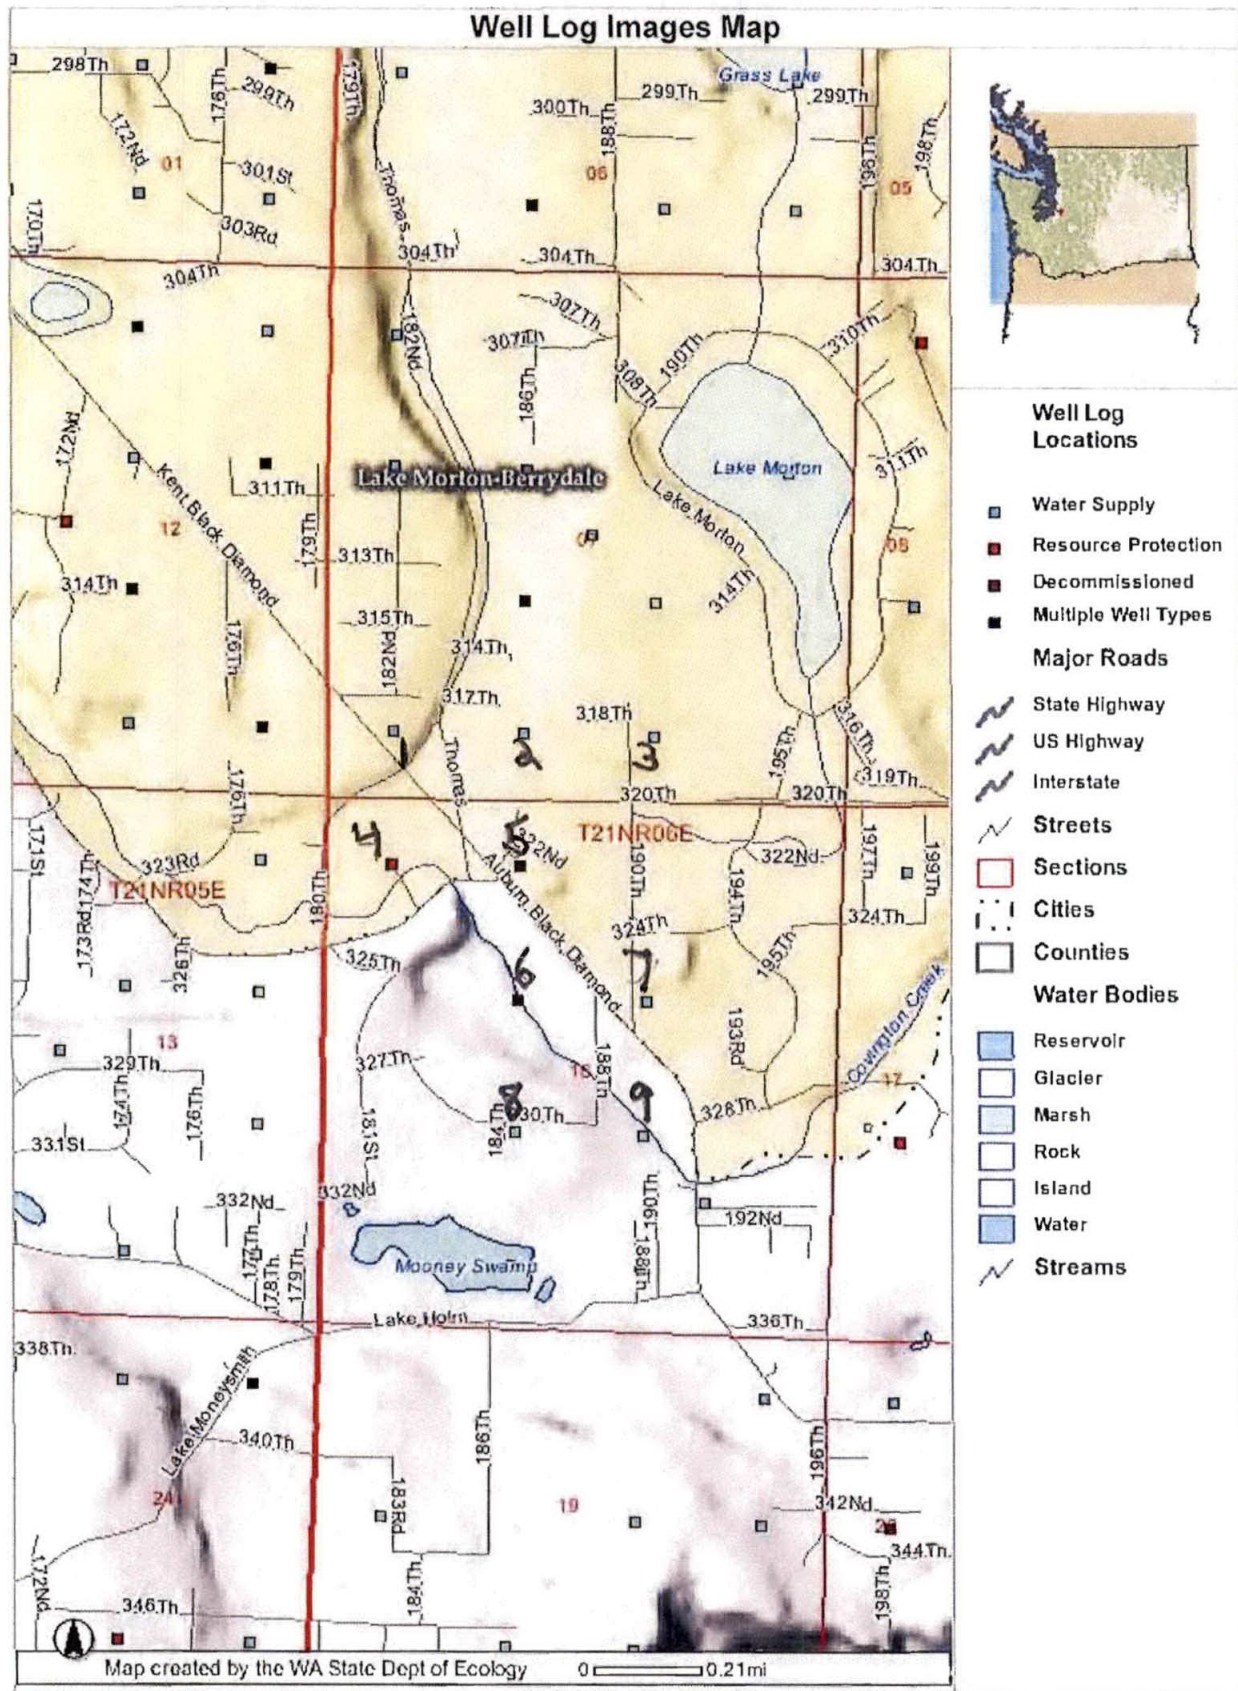 Well Log Images Map
298Th
176Th
299Th
179Th
Grass Lake
299Th
299Th
300Th
188Th
196Th
198Th
172Nd
01
301St
06
05
Thomas
170Th
303Rd
304Th
304Th
304Th
304Th
307Th
182Nd
307Th
310Th
190Th
308Th
186Th
172Nd
Kent Black Diamond
Lake Morton-Berrydale
Lake Morton
311Th
311Th
Lake Morton
12
179Th
08
313Th
314Th
314Th
315Th
176Th
182Nd
314Th
317Th
318Th
316Th
1
2
3
Thomas
195Th
319Th
176Th
320Th
320Th
171St
4
5
322Nd
T21NR06E
322Nd
197Th
199Th
323Rd
174Th
T21NR05E
180Th
Auburn Black Diamond
190Th
194Th
173Rd
324Th
324Th
326Th
325Th
6
7
195Th
Covington Creek
193Rd
13
329Th
327Th
188Th
17
174Th
176Th
8
9
328Th
331St
181St
184Th
30Th
332Nd
332Nd
190Th
192Nd
177Th
178Th
179Th
Mooney Swamp
Lake Holm
336Th
338Th
Lake Moneysmith
340Th
186Th
196Th
24
183Rd
19
342Nd
344Th
172Nd
184Th
198Th
346Th
Map created by the WA State Dept of Ecology
0 0.21mi
Well Log
Locations
Water Supply
Resource Protection
Decommissioned
Multiple Well Types
Major Roads
State Highway
US Highway
Interstate
Streets
Sections
Cities
Counties
Water Bodies
Reservoir
Glacier
Marsh
Rock
Island
Water
Streams